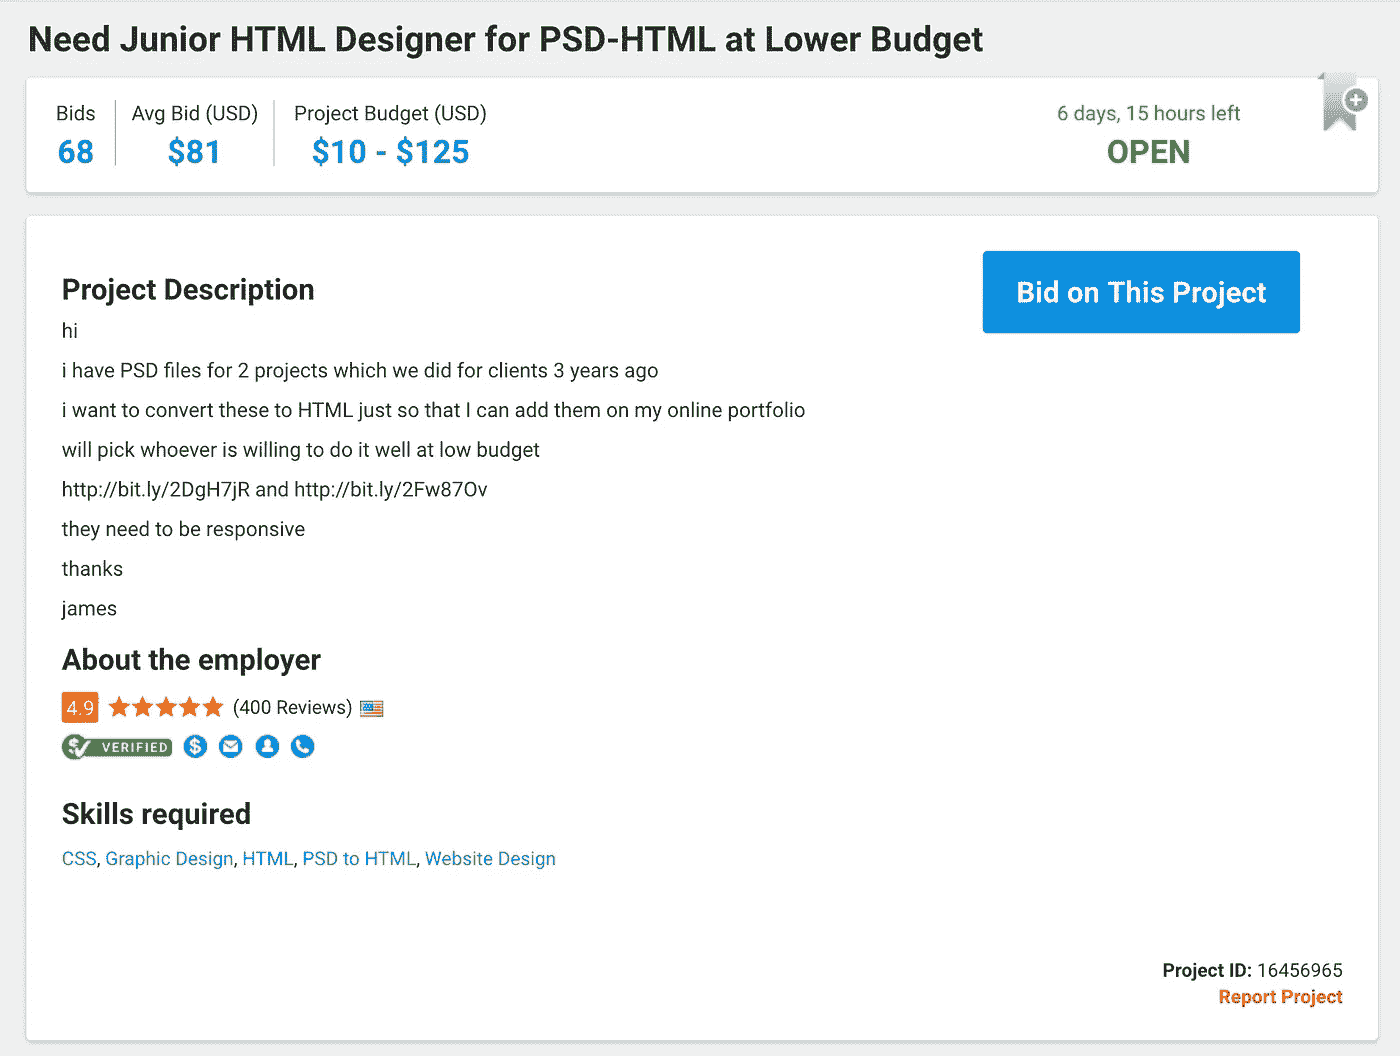 Need Junior HTML Designer for PSD-HTML at Lower Budget
Bids
68
Avg Bid (USD)
$81
Project Budget (USD)
$10 - $125
6 days, 15 hours left
OPEN
Bid on This Project
Project Description
hi
i have PSD files for 2 projects which we did for clients 3 years ago
i want to convert these to HTML just so that I can add them on my online portfolio
will pick whoever is willing to do it well at low budget
http://bit.ly/2DgH7jR and http://bit.ly/2Fw87Ov
they need to be responsive
thanks
james
About the employer
4.9 (400 Reviews)
$ VERIFIED $
Skills required
CSS, Graphic Design, HTML, PSD to HTML, Website Design
Project ID: 16456965
Report Project